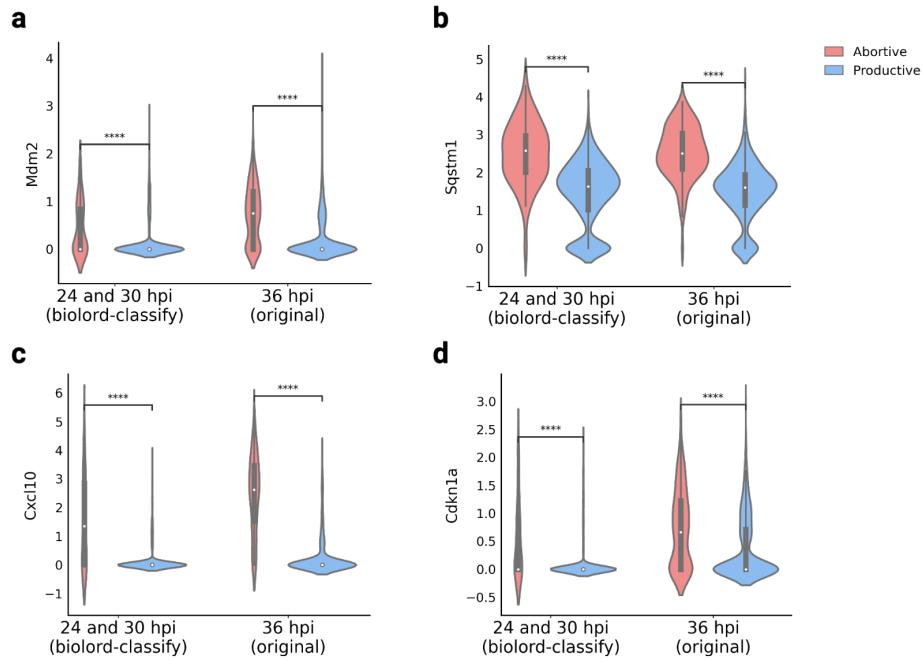 a
Mdm2
4
3
2
1
0
****
****
24 and 30 hpi
(biolord-classify)
36 hpi
(original)
b
Sqstm1
5
4
3
2
1
0
−1
****
****
24 and 30 hpi
(biolord-classify)
36 hpi
(original)
Abortive
Productive
c
Cxcl10
6
5
4
3
2
1
0
−1
****
****
24 and 30 hpi
(biolord-classify)
36 hpi
(original)
d
Cdkn1a
3.0
2.5
2.0
1.5
1.0
0.5
0.0
−0.5
****
****
24 and 30 hpi
(biolord-classify)
36 hpi
(original)